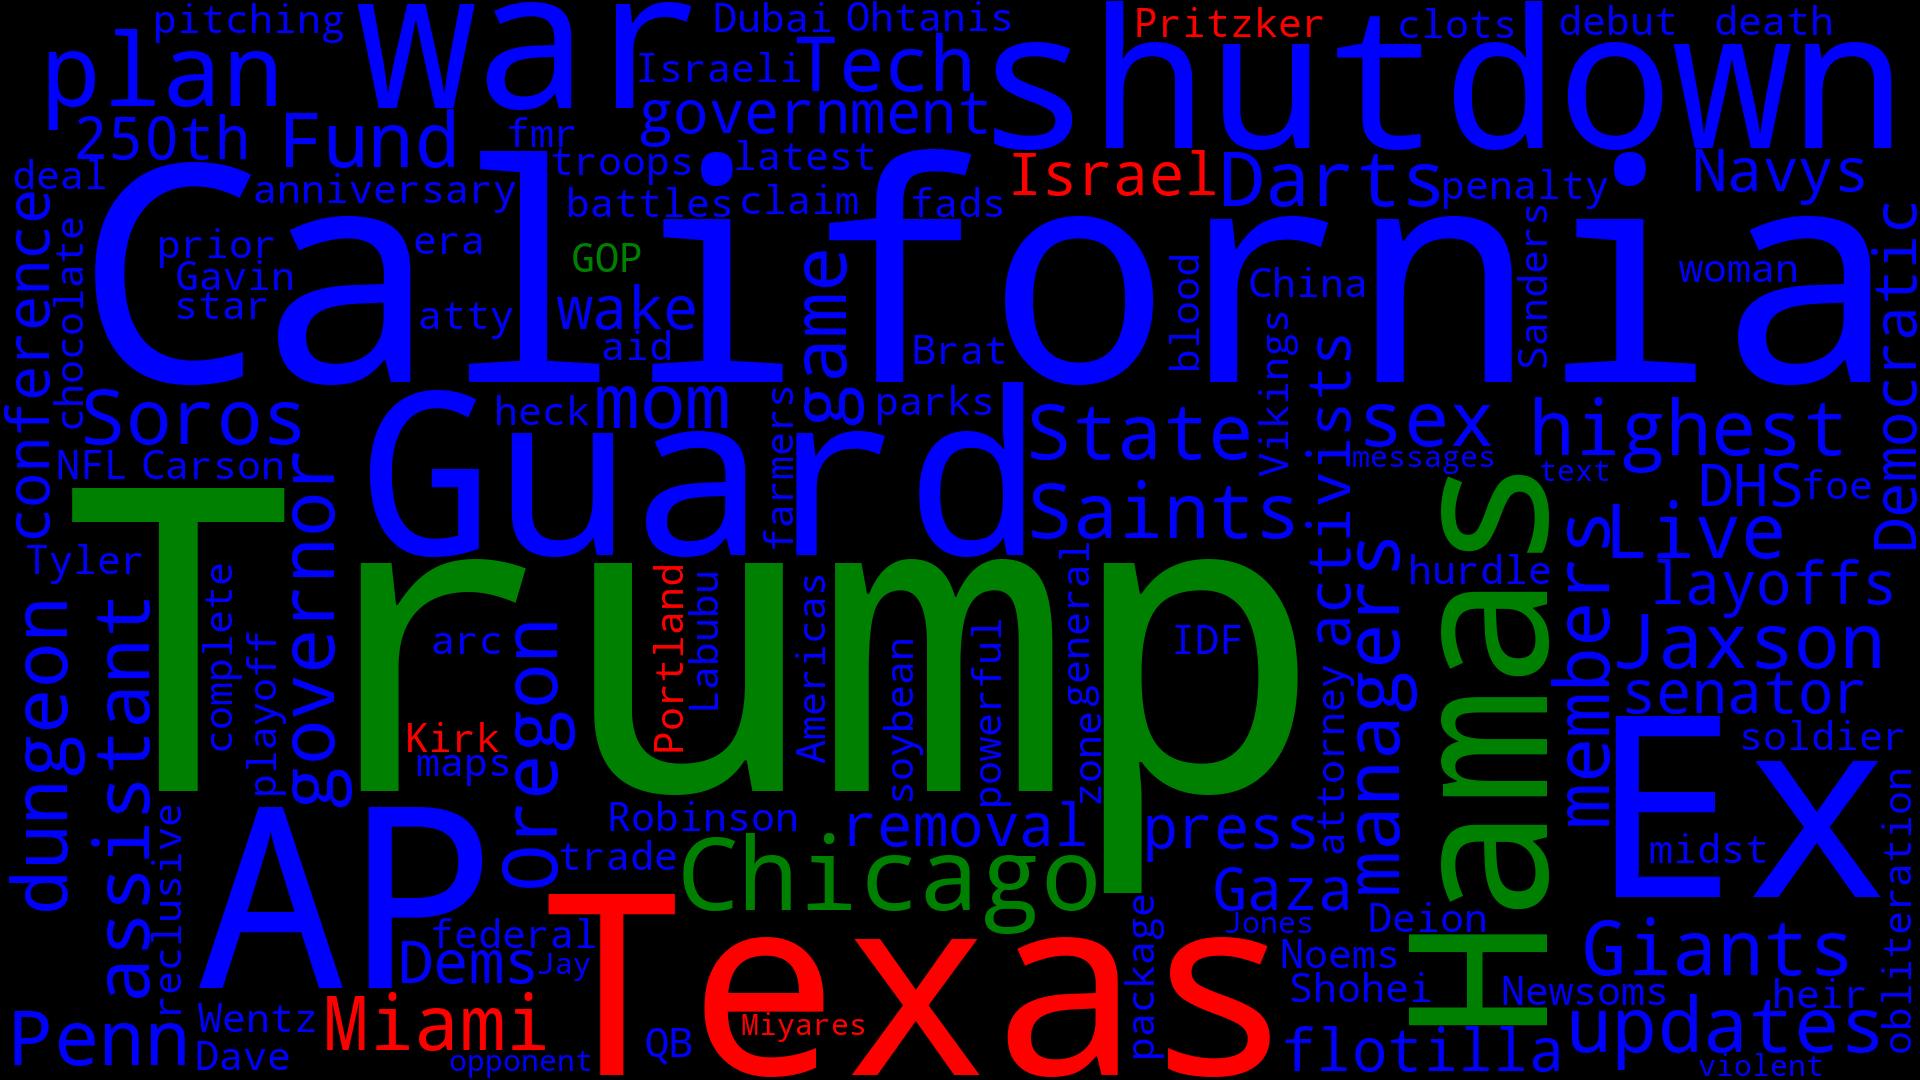 pitching
war
Dubai
Ohtanis
Pritzker
clots
debut
death
plan
Israeli
Tech
shutdown
250th
Fund
fmr
government
deal
anniversary
troops
latest
Israel
Darts
penalty
Navys
battles
claim
fads
California
prior
era
GOP
Gavin
star
atty
wake
aid
game
Brat
blood
China
Sanders
woman
Democratic
conference
chocolate
Soros
heck
mom
farmers
parks
State
Vikings
activists
sex
highest
NFL
Carson
Guard
messages
text
Saints
DHS
foe
Live
Trump
governor
Tyler
complete
playoff
dungeon
assistant
arc
Oregon
Portland
Labubu
Americas
soybean
powerful
general
zone
IDF
attorney
managers
hurdle
Hamas
members
layoffs
Jaxson
senator
Kirk
maps
Ex
soldier
midst
obliteration
reclusive
AP
Robinson
removal
press
trade
Chicago
Gaza
federal
Dems
Jay
Texas
package
Jones
Deion
Noems
Giants
Shohei
Newsoms
heir
Penn
Wentz
Miami
Miyares
Dave
opponent
QB
flotilla
updates
violent